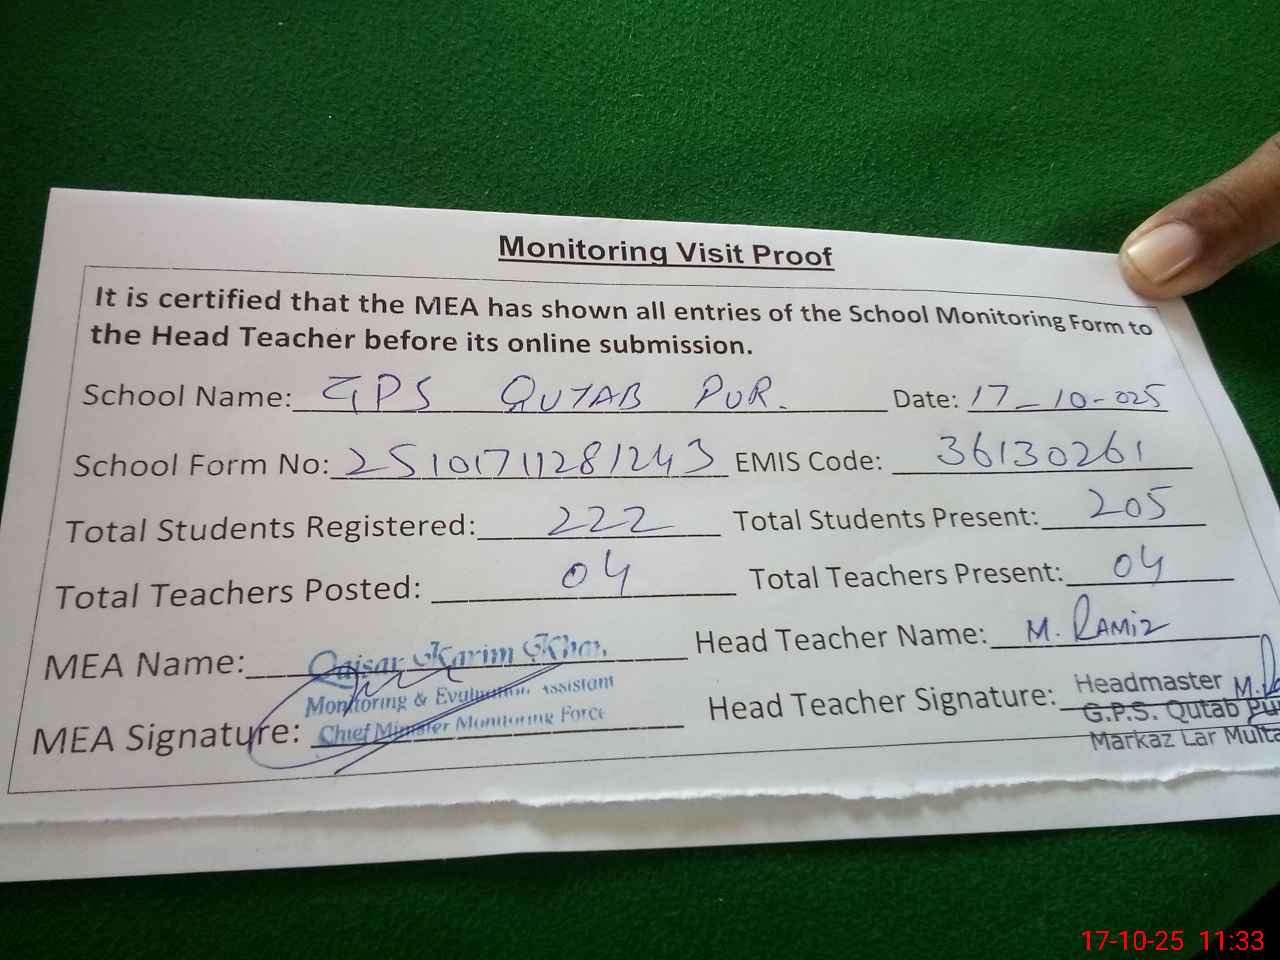 Monitoring Visit Proof
It is certified that the MEA has shown all entries of the School Monitoring Form to
the Head Teacher before its online submission.
School Name: GPS QUTAB PUR. Date: 17-10-025
School Form No: 25101711281243 EMIS Code: 36130261
Total Students Registered: 222 Total Students Present: 205
Total Teachers Posted: 04 Total Teachers Present: 04
MEA Name: Qaisar Karim Khan Head Teacher Name: M. RAMIZ
Monitoring & Evaluation Assistant
MEA Signature: Chief Minister Monitoring Force Head Teacher Signature: Headmaster
G.P.S. Qutab Pu
Markaz Lar Multa
17-10-25 11:33